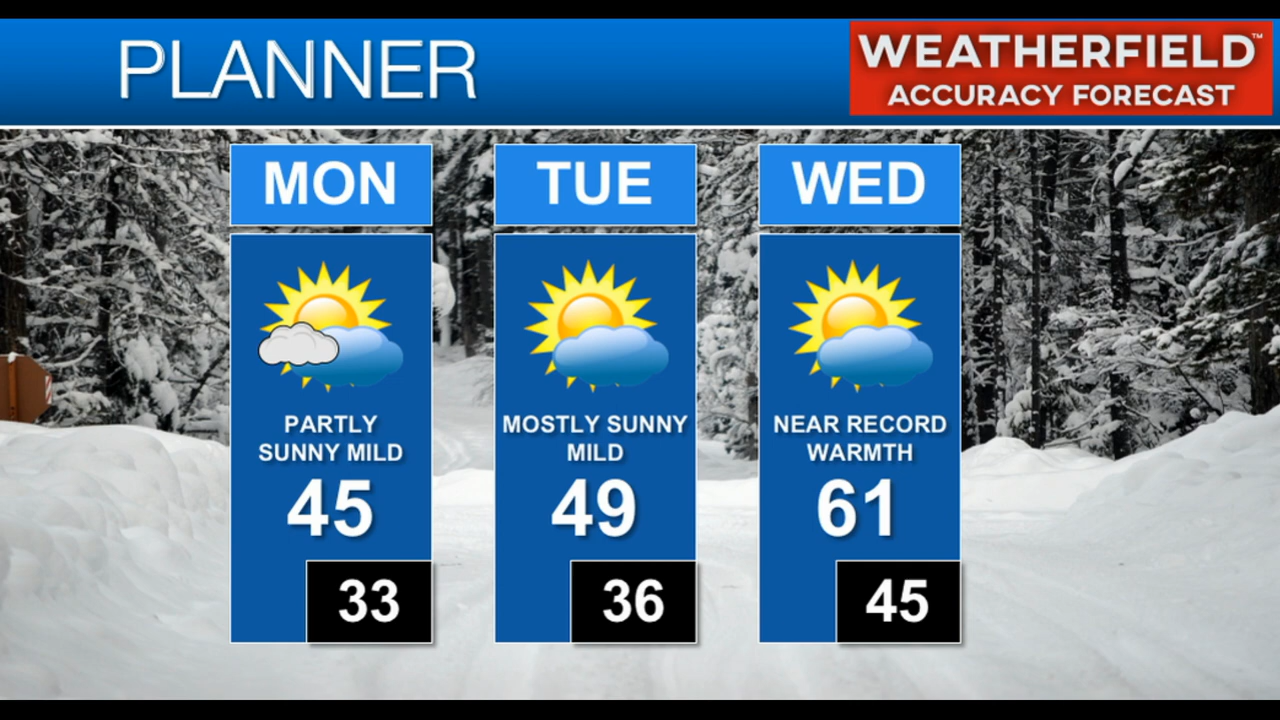 PLANNER
WEATHERFIELD™
ACCURACY FORECAST
MON
PARTLY
SUNNY MILD
45
33
TUE
MOSTLY SUNNY
MILD
49
36
WED
NEAR RECORD
WARMTH
61
45